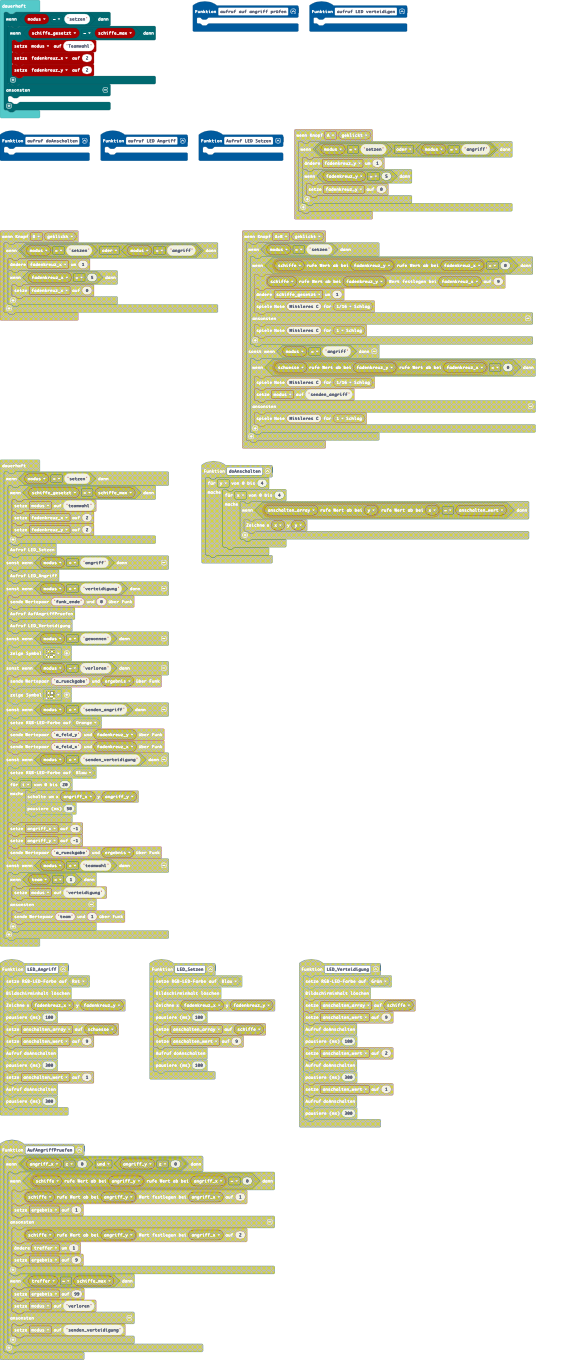 dauerhaft
wenn modus = "setzen" dann
wenn schiffe_gesetzt = schiffe_max dann
setze modus auf "Teamwahl"
setze fadenkreuz_x auf 2
setze fadenkreuz_y auf 2
ansonsten
Funktion aufruf auf angriff prüfen
Funktion aufruf LED verteidigen
Funktion aufruf doAnschalten
Funktion aufruf LED Angriff
Funktion Aufruf LED Setzen
wenn Knopf geklickt
wenn modus = "setzen" oder modus = "angriff" dann
ändere fadenkreuz_y um 1
wenn fadenkreuz_y = 5 dann
setze fadenkreuz_y auf 0
wenn Knopf geklickt
wenn modus = "setzen" oder modus = "angriff" dann
ändere fadenkreuz_x um 1
wenn fadenkreuz_x = 5 dann
setze fadenkreuz_x auf 0
wenn Knopf A+B geklickt
wenn modus = "setzen" dann
wenn schiffe rufe Wert ab bei fadenkreuz_y rufe Wert ab bei fadenkreuz_x = 0 dann
schiffe rufe Wert ab bei fadenkreuz_y Wert festlegen bei fadenkreuz_x auf
ändere schiffe_gesetzt um 1
spiele Note Mittleres C für 1/16 Schlag
ansonsten
spiele Note Mittleres C für 1 Schlag
sonst wenn modus = "angriff" dann
wenn schuesse rufe Wert ab bei fadenkreuz_y rufe Wert ab bei fadenkreuz_x = 0 dann
spiele Note Mittleres C für 1/16 Schlag
setze modus auf "senden_angriff"
ansonsten
spiele Note Mittleres C für 1 Schlag
dauerhaft
wenn modus = "setzen" dann
wenn schiffe_gesetzt = schiffe_max dann
setze modus auf "teamwahl"
setze fadenkreuz_x auf 2
setze fadenkreuz_y auf 2
Aufruf LED_Setzen
sonst wenn modus = "angriff" dann
Aufruf LED_Angriff
sonst wenn modus = "verteidigung" dann
sende Wertepaar "funk_ende" und 0 über Funk
Aufruf AufAngriffPruefen
Aufruf LED_Verteidigung
sonst wenn modus = "gewonnen" dann
zeige Symbol
sonst wenn modus = "verloren" dann
sende Wertepaar "a_rueckgabe" und ergebnis über Funk
zeige Symbol
sonst wenn modus = "senden_angriff" dann
setze RGB-LED-Farbe auf Orange
sende Wertepaar "a_feld_y" und fadenkreuz_y über Funk
sende Wertepaar "a_feld_x" und fadenkreuz_x über Funk
sonst wenn modus = "senden_verteidigung" dann
setze RGB-LED-Farbe auf Blau
für i von 0 bis 20
mache schalte um x angriff_x y angriff_y
pausiere (ms) 50
setze angriff_x auf -1
setze angriff_y auf -1
sende Wertepaar "a_rueckgabe" und ergebnis über Funk
sonst wenn modus = "teamwahl" dann
wenn team = 1 dann
setze modus auf "verteidigung"
ansonsten
sende Wertepaar "team" und 1 über Funk
Funktion doAnschalten
für y von 0 bis 4
mache für x von 0 bis 4
mache wenn anschalten_array rufe Wert ab bei y rufe Wert ab bei x = anschalten_wert dann
Zeichne x x y y
Funktion LED_Angriff
setze RGB-LED-Farbe auf Rot
Bildschirminhalt löschen
Zeichne x fadenkreuz_x y fadenkreuz_y
pausiere (ms) 100
setze anschalten_array auf schuesse
setze anschalten_wert auf
Aufruf doAnschalten
pausiere (ms) 300
setze anschalten_wert auf 1
Aufruf doAnschalten
pausiere (ms) 300
Funktion LED_Setzen
setze RGB-LED-Farbe auf Blau
Bildschirminhalt löschen
Zeichne x fadenkreuz_x y fadenkreuz_y
pausiere (ms) 100
setze anschalten_array auf schiffe
setze anschalten_wert auf
Aufruf doAnschalten
pausiere (ms) 100
Funktion LED_Verteidigung
setze RGB-LED-Farbe auf Grün
Bildschirminhalt löschen
setze anschalten_array auf schiffe
setze anschalten_wert auf
Aufruf doAnschalten
pausiere (ms) 100
setze anschalten_wert auf 2
Aufruf doAnschalten
pausiere (ms) 300
setze anschalten_wert auf 1
Aufruf doAnschalten
pausiere (ms) 300
Funktion AufAngriffPruefen
wenn angriff_x ≥ 0 und angriff_y ≥ 0 dann
wenn schiffe rufe Wert ab bei angriff_y rufe Wert ab bei angriff_x = 0 dann
schiffe rufe Wert ab bei angriff_y Wert festlegen bei angriff_x auf 1
setze ergebnis auf 1
ansonsten
schiffe rufe Wert ab bei angriff_y Wert festlegen bei angriff_x auf 2
ändere treffer um 1
setze ergebnis auf
wenn treffer = schiffe_max dann
setze ergebnis auf 99
setze modus auf "verloren"
ansonsten
setze modus auf "senden_verteidigung"